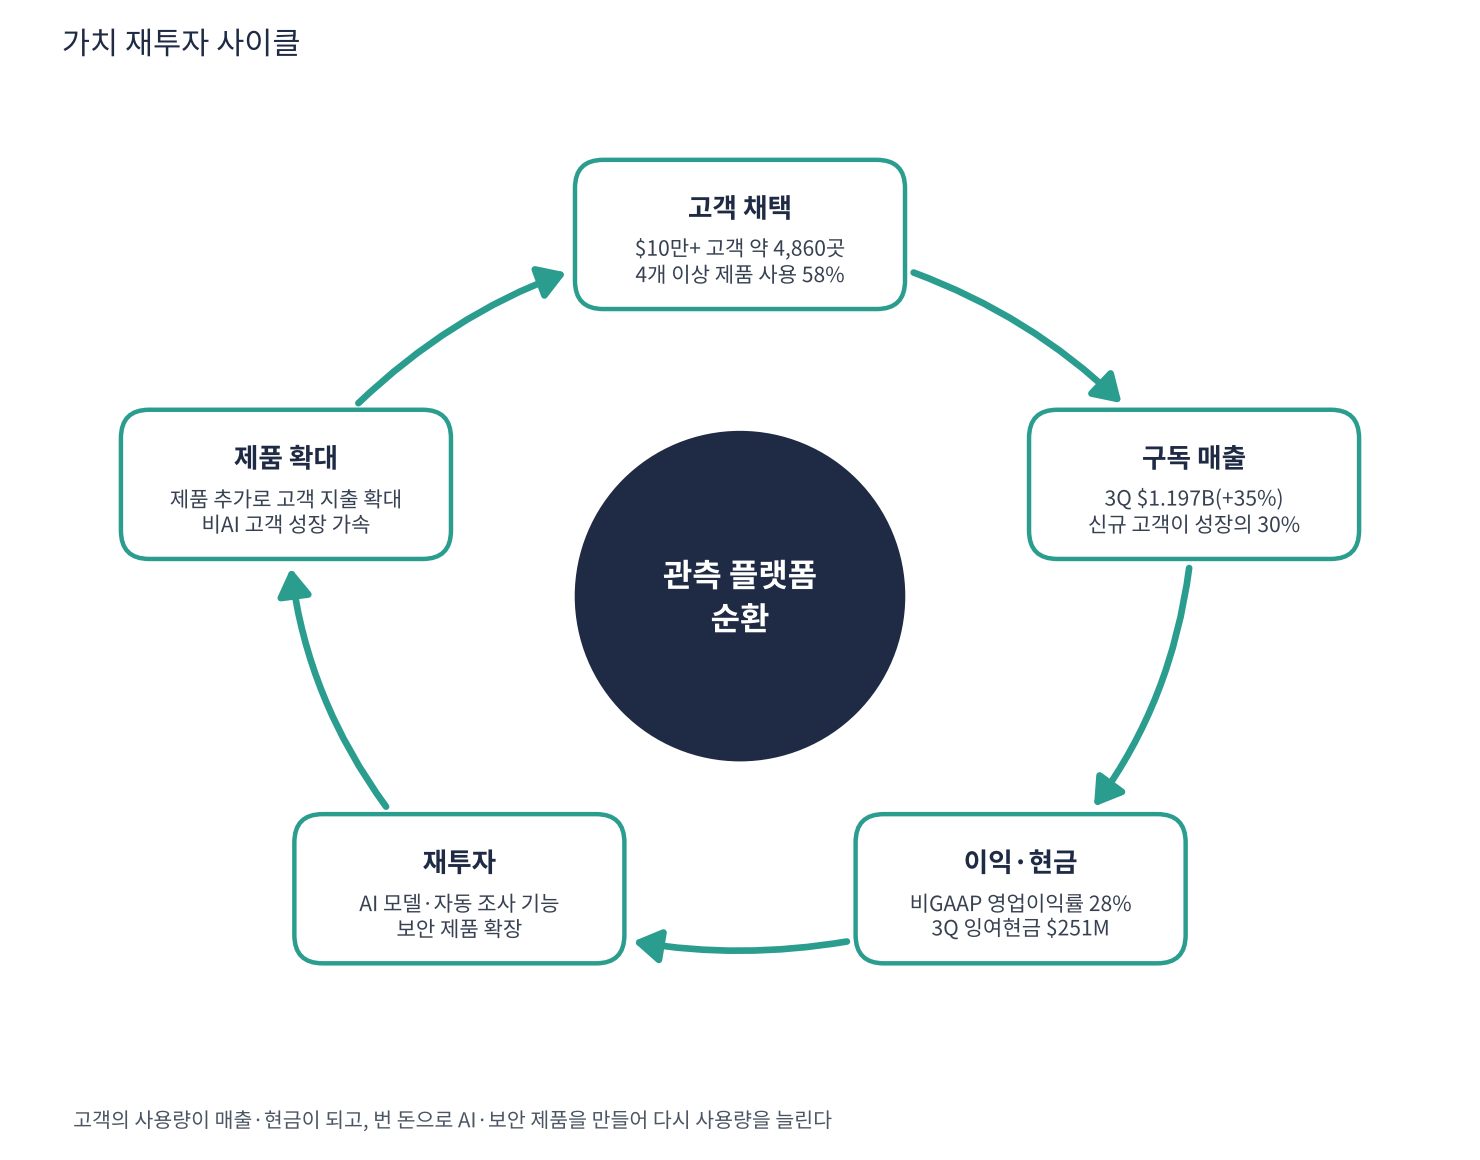 가치 재투자 사이클
고객 채택
$10만+ 고객 약 4,860곳
4개 이상 제품 사용 58%
구독 매출
3Q $1.197B(+35%)
신규 고객이 성장의 30%
이익·현금
비GAAP 영업이익률 28%
3Q 잉여현금 $251M
재투자
AI 모델·자동 조사 기능
보안 제품 확장
제품 확대
제품 추가로 고객 지출 확대
비AI 고객 성장 가속
관측 플랫폼
순환
고객의 사용량이 매출·현금이 되고, 번 돈으로 AI·보안 제품을 만들어 다시 사용량을 늘린다